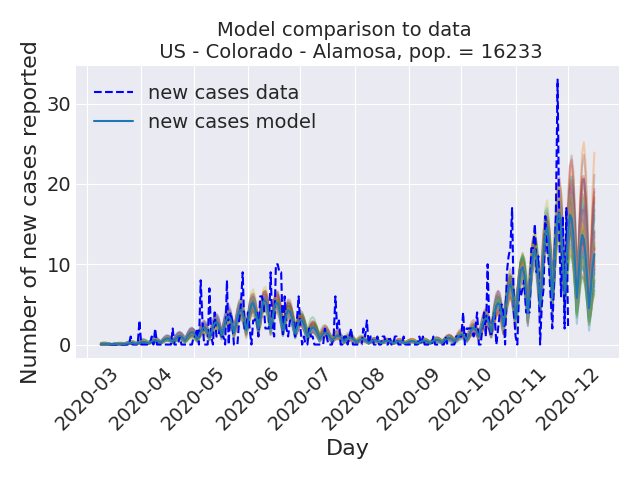 Model comparison to data
US - Colorado - Alamosa, pop. = 16233
Number of new cases reported
30
20
10
0
new cases data
new cases model
2020-03
2020-04
2020-05
2020-06
2020-07
2020-08
2020-09
2020-10
2020-11
2020-12
Day